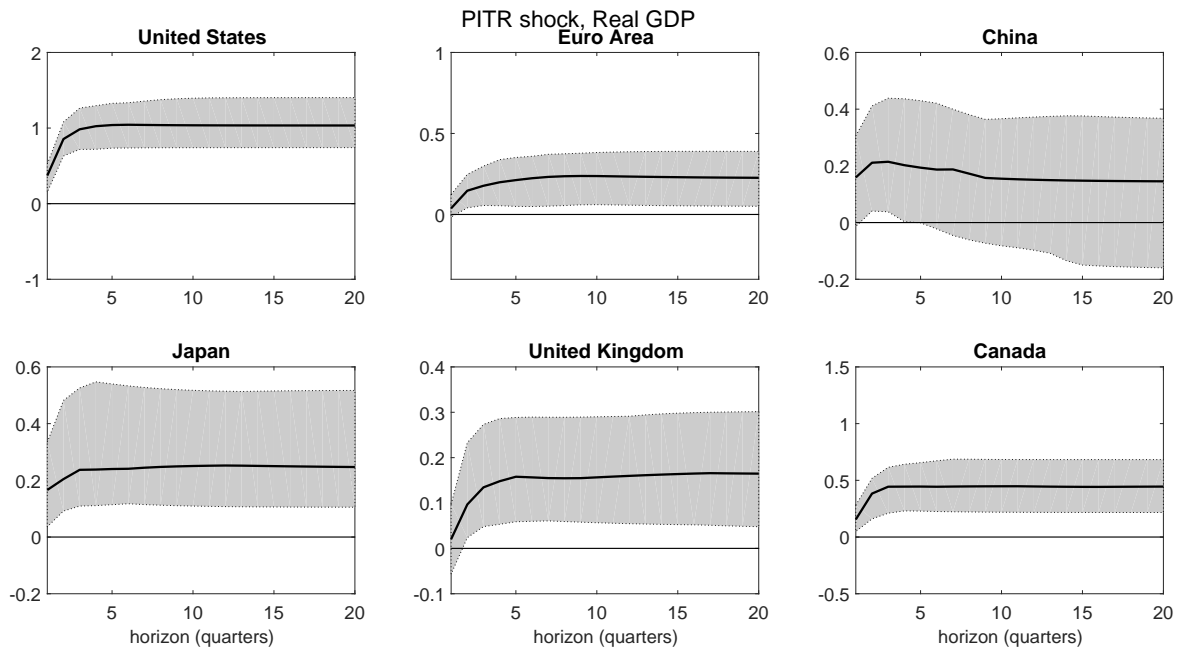 PITR shock, Real GDP
United States
Euro Area
China
2
1
0
-1
5 10 15 20
1
0.5
0
5 10 15 20
0.6
0.4
0.2
0
-0.2
5 10 15 20
Japan
United Kingdom
Canada
0.6
0.4
0.2
0
-0.2
5 10 15 20
horizon (quarters)
0.4
0.3
0.2
0.1
0
-0.1
5 10 15 20
horizon (quarters)
1.5
1
0.5
0
-0.5
5 10 15 20
horizon (quarters)